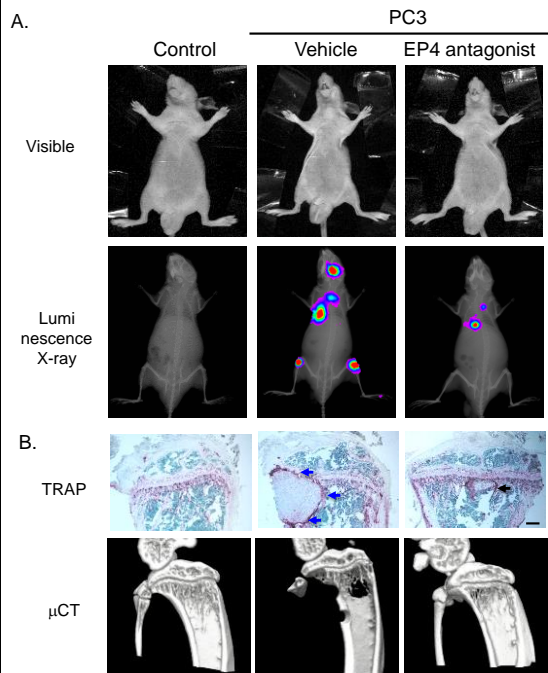 A.
PC3
Control
Vehicle
EP4 antagonist
Visible
Lumi
nescence
X-ray
B.
TRAP
μCT